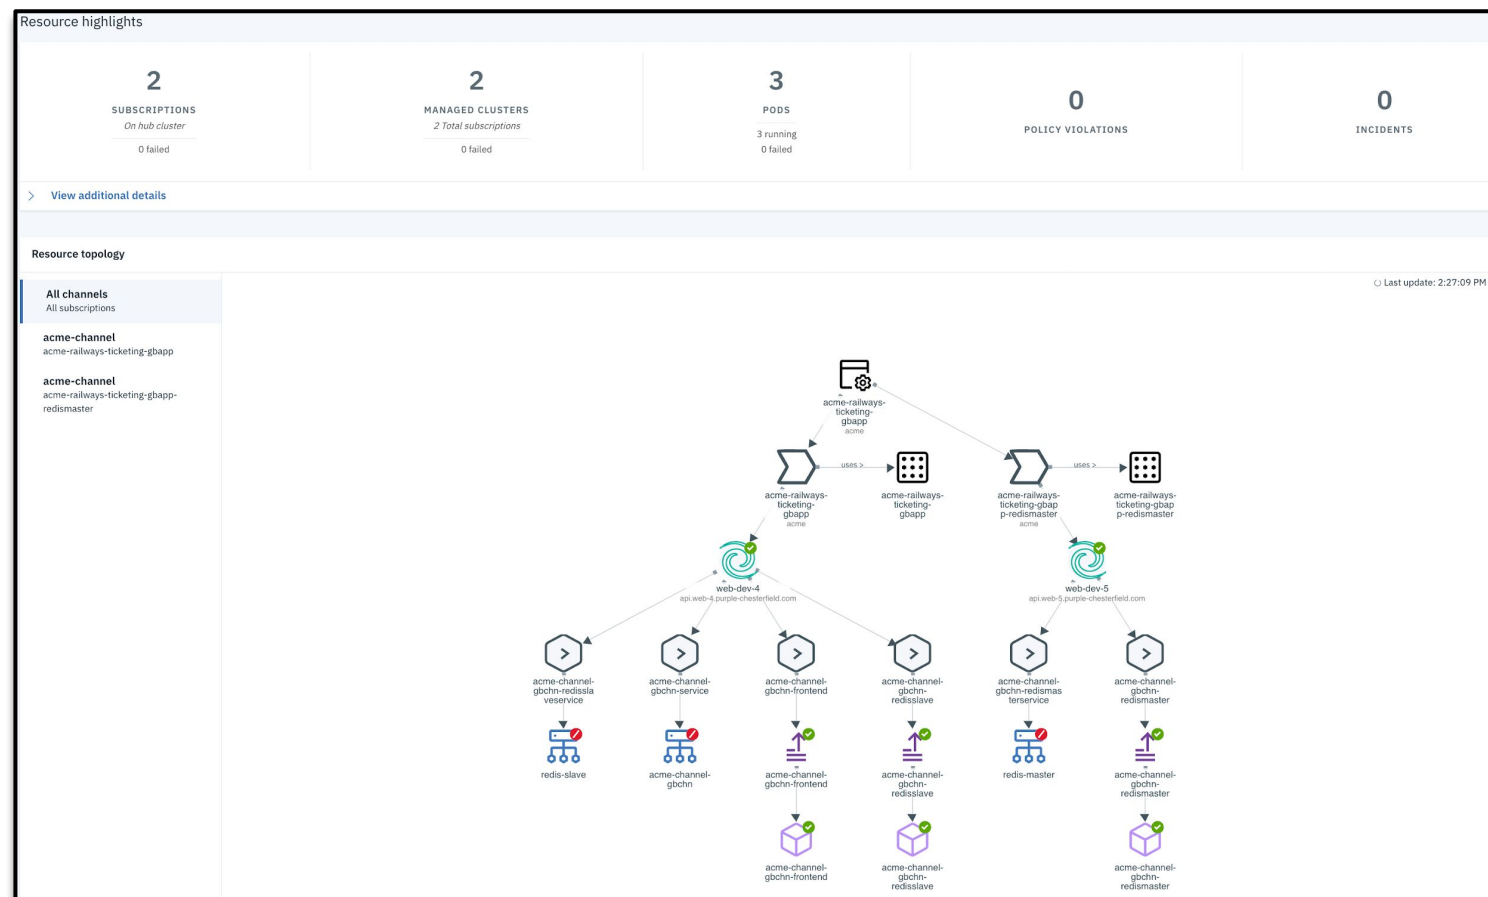 Resource highlights
2
SUBSCRIPTIONS
On hub cluster
0 failed
2
MANAGED CLUSTERS
2 Total subscriptions
0 failed
3
PODS
3 running
0 failed
0
POLICY VIOLATIONS
0
INCIDENTS
View additional details
Resource topology
All channels
All subscriptions
acme-channel
acme-railways-ticketing-gbapp
acme-channel
acme-railways-ticketing-gbapp-
redismaster
Last update: 2:27:09 PM
acme-railways-
ticketing-
gbapp
acme
acme-railways-
ticketing-
gbapp
acme
uses >
acme-railways-
ticketing-
gbapp
acme-railways-
ticketing-gbap
p-redismaster
acme
uses >
acme-railways-
ticketing-gbap
p-redismaster
web-dev-4
api.web-4.purple-chesterfield.com
web-dev-5
api.web-5.purple-chesterfield.com
acme-channel-
gbchn-redissla
veservice
acme-channel-
gbchn-service
acme-channel-
gbchn-frontend
acme-channel-
gbchn-
redisslave
acme-channel-
gbchn-redismas
terservice
acme-channel-
gbchn-
redismaster
redis-slave
acme-channel-
gbchn
acme-channel-
gbchn-frontend
acme-channel-
gbchn-
redisslave
redis-master
acme-channel-
gbchn-
redismaster
acme-channel-
gbchn-frontend
acme-channel-
gbchn-
redisslave
acme-channel-
gbchn-
redismaster